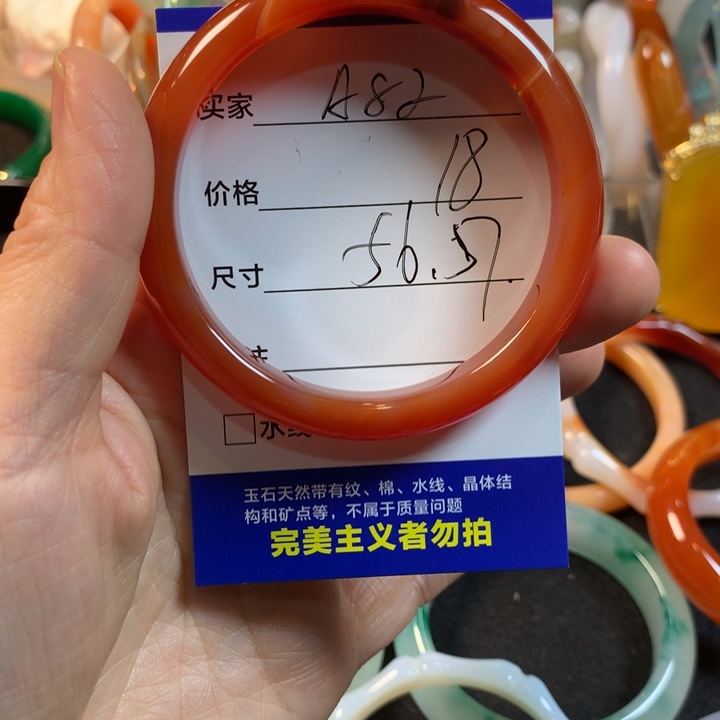 卖家 A82
价格 18
尺寸 56.57.
水线
玉石天然带有纹、棉、水线、晶体结
构和矿点等，不属于质量问题
完美主义者勿拍